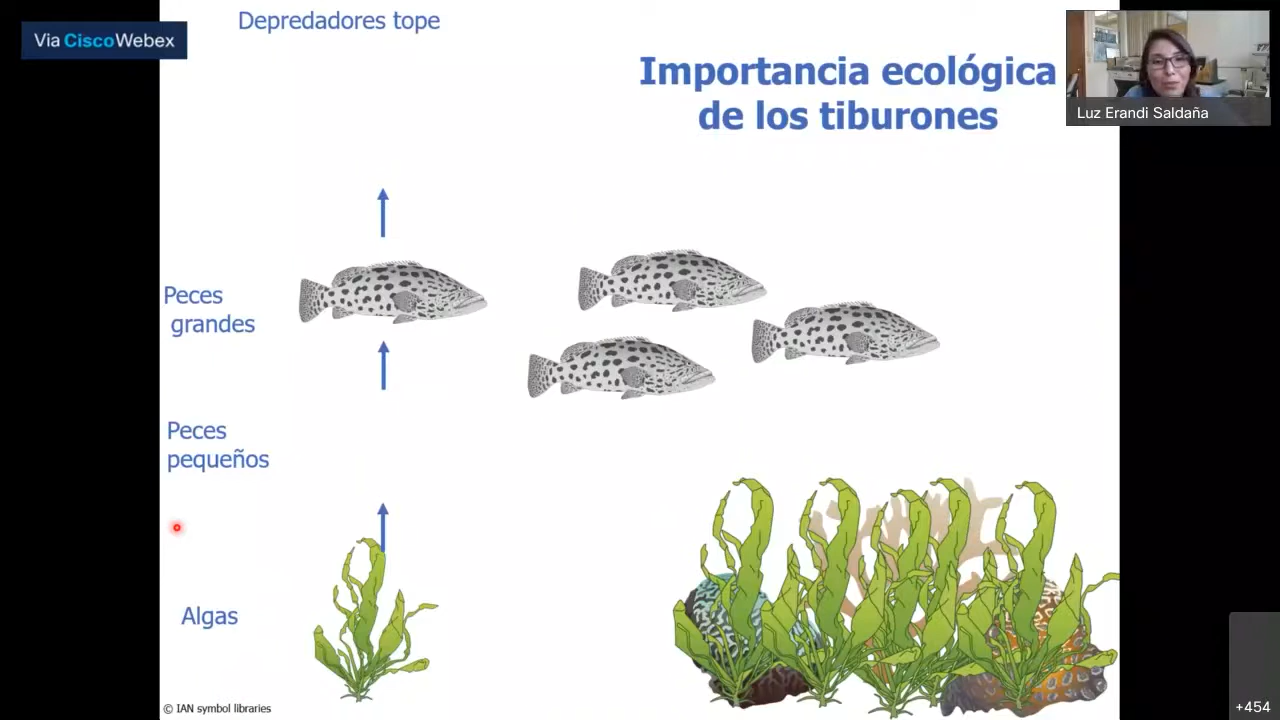 Via CiscoWebex
Depredadores tope
Importancia ecológica
de los tiburones
Luz Erandi Saldaña
Peces
grandes
Peces
pequeños
Algas
© IAN symbol libraries
+454